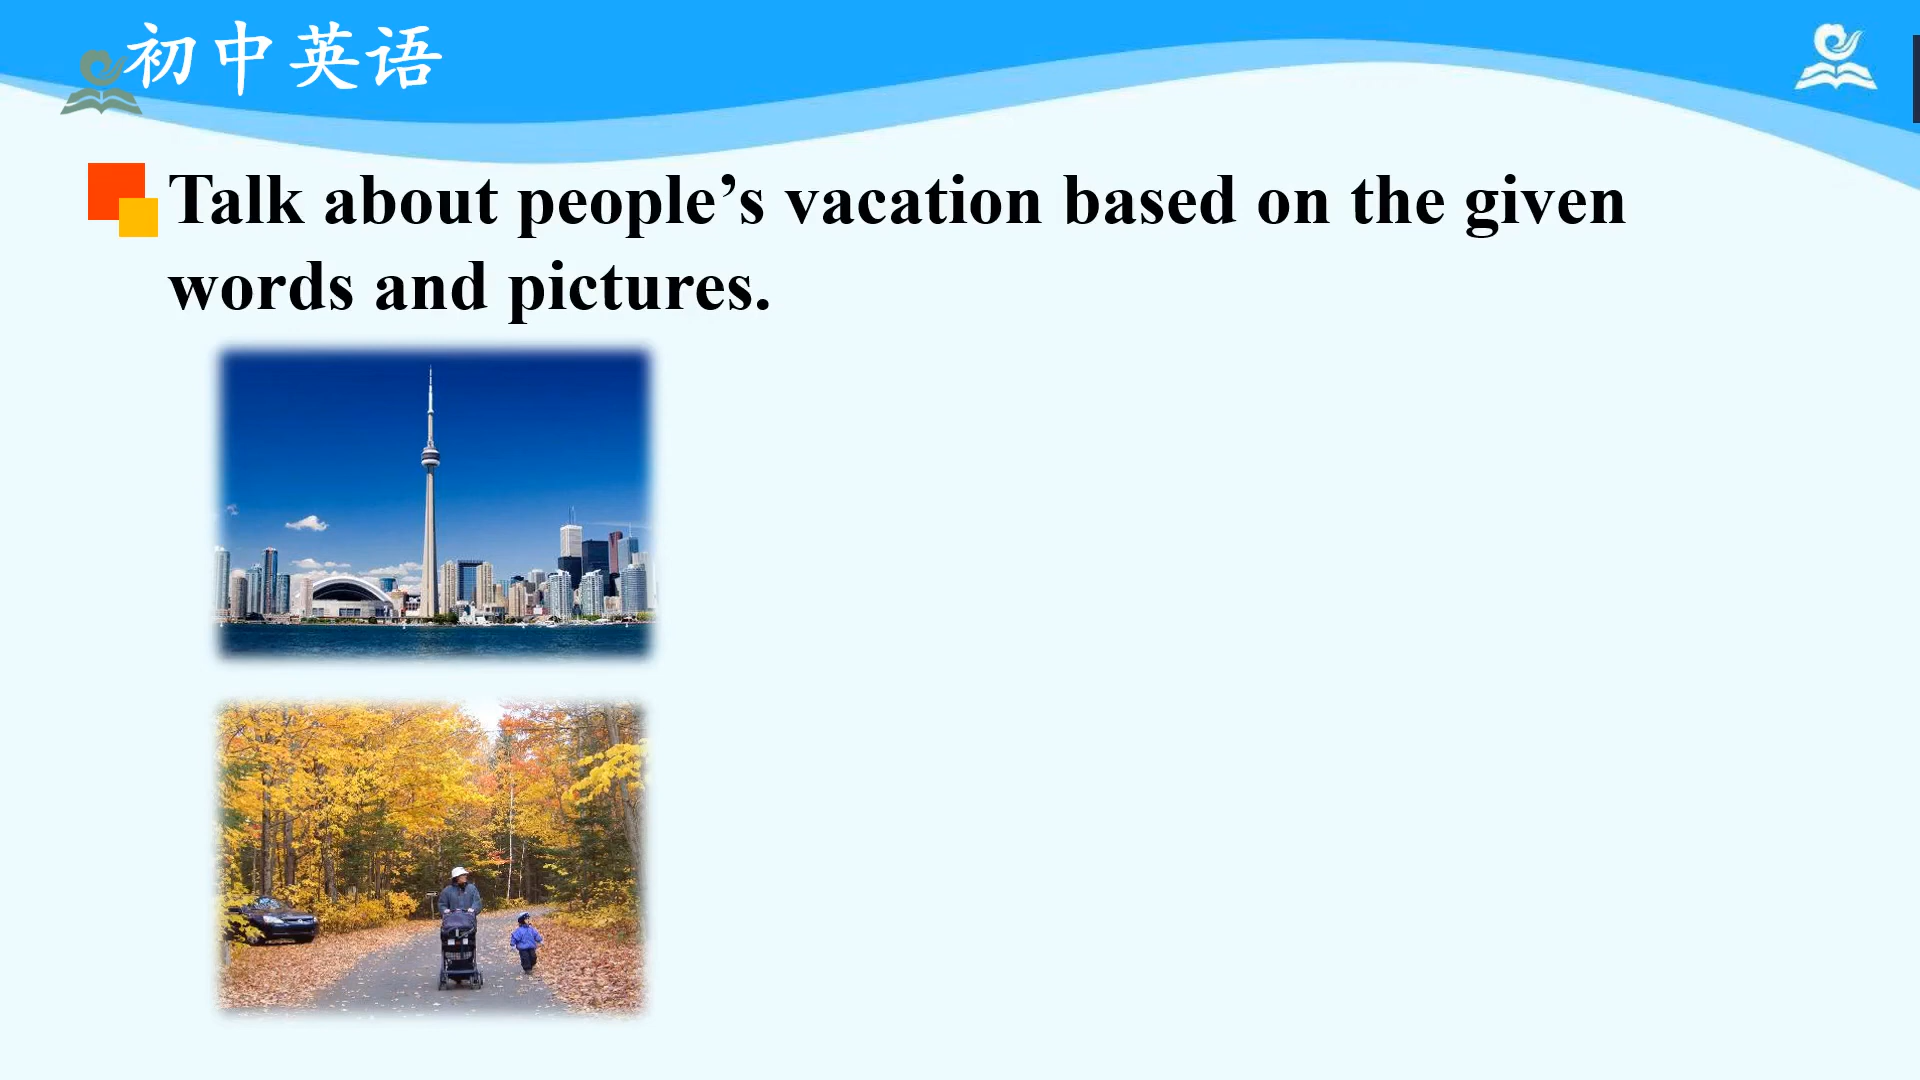 初中英语
Talk about people’s vacation based on the given
words and pictures.